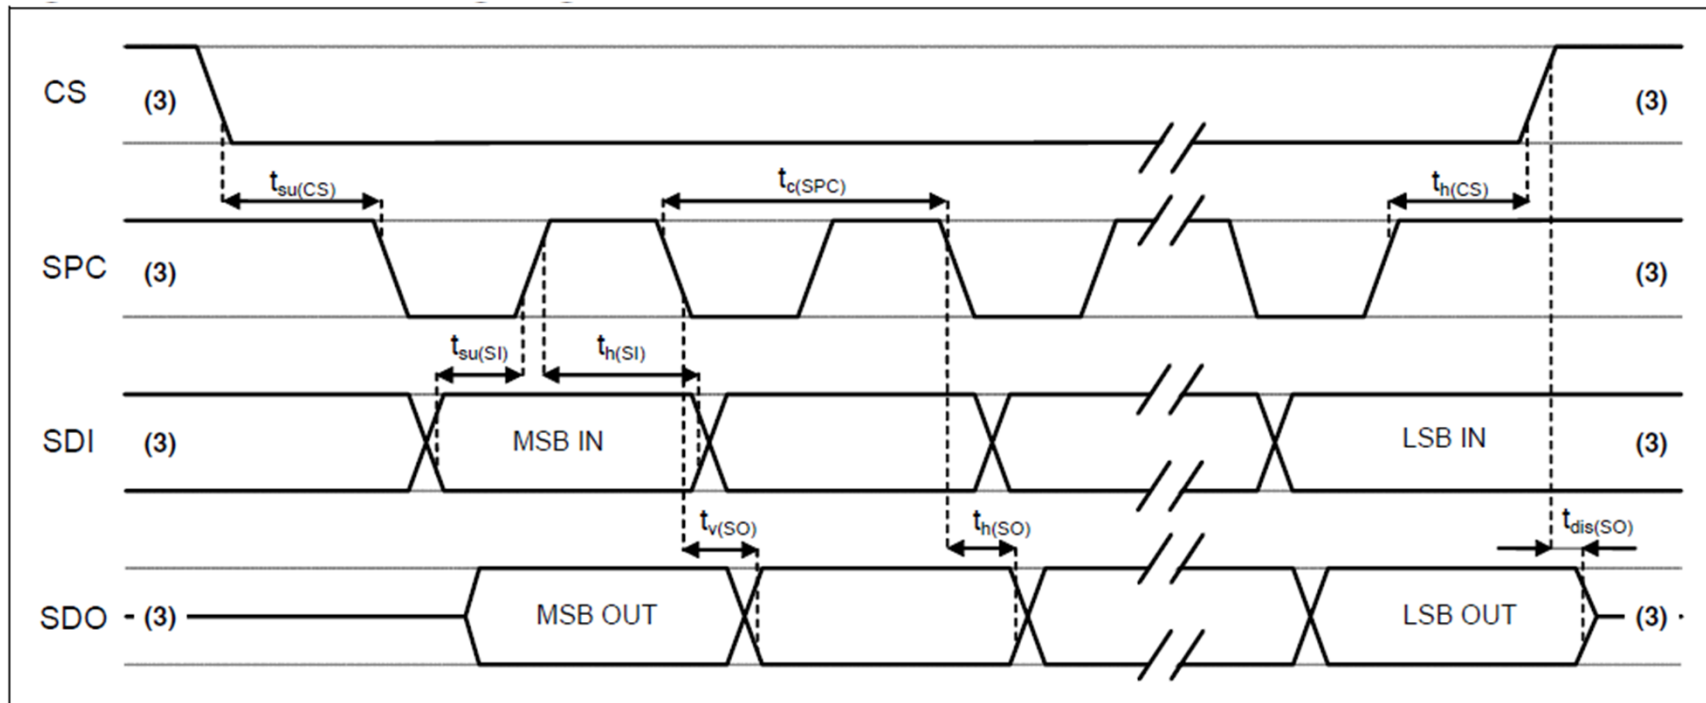 CS (3) (3)
tsu(CS) tc(SPC) th(CS)
SPC (3) (3)
tsu(SI) th(SI)
SDI (3) MSB IN LSB IN (3)
tv(SO) th(SO) tdis(SO)
SDO (3) MSB OUT LSB OUT (3)